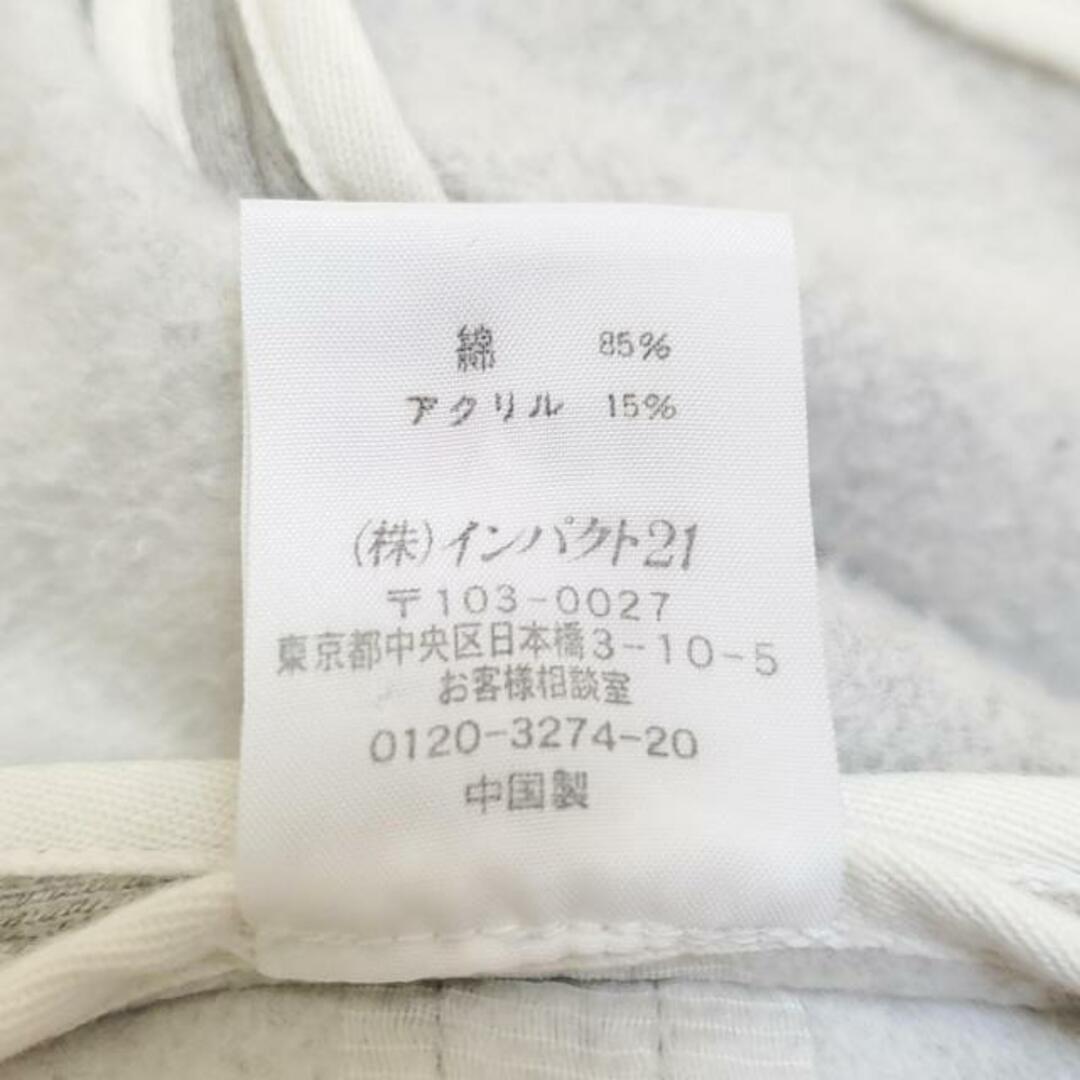 綿 85%
アクリル 15%
(株)インパクト21
〒103-0027
東京都中央区日本橋3-10-5
お客様相談室
0120-3274-20
中国製